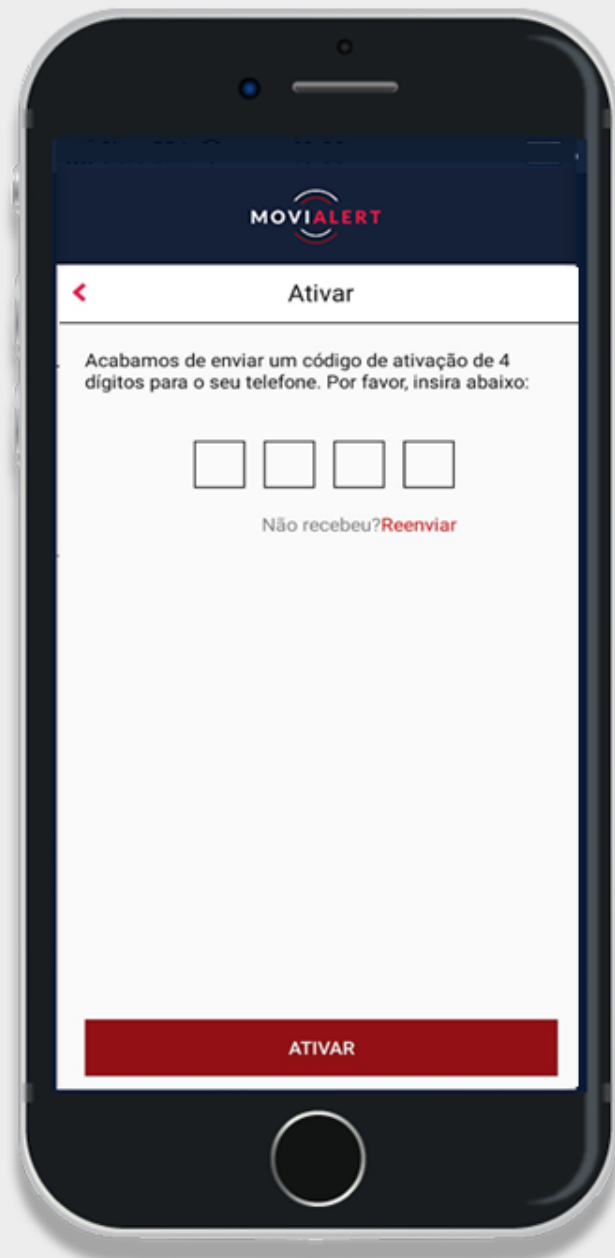 MOVIALERT
Ativar
Acabamos de enviar um código de ativação de 4
dígitos para o seu telefone. Por favor, insira abaixo:
Não recebeu?Reenviar
ATIVAR